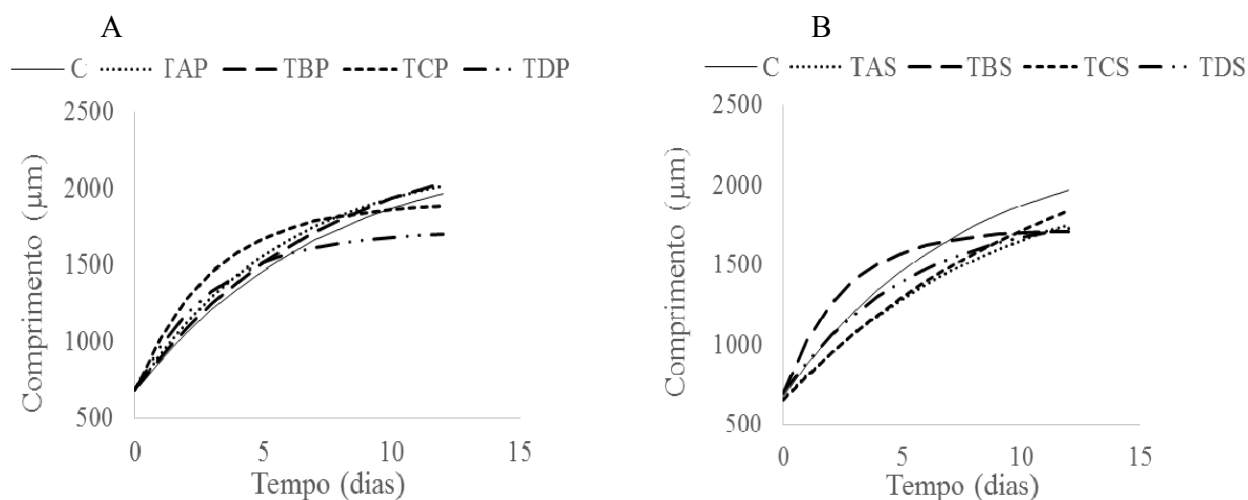 A
C TAP TBP TCP TDP
2500
2000
1500
1000
500
0 5 10 15
Comprimento (µm)
Tempo (dias)
B
C TAS TBS TCS TDS
2500
2000
1500
1000
500
0 5 10 15
Comprimento (µm)
Tempo (dias)